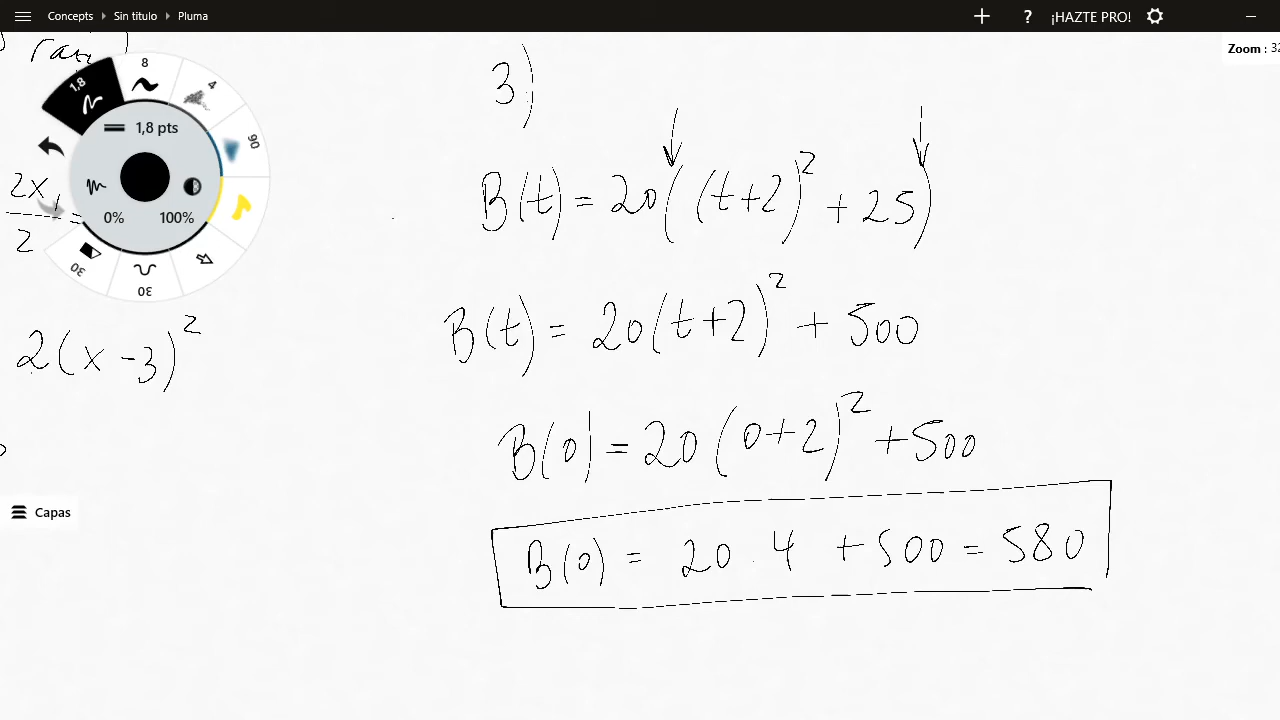 Concepts › Sin titulo › Pluma
? ¡HAZTE PRO!
Zoom : 32
8
1,8
4
1,8 pts
90
0% 100%
30
30
2x
2
=
2(x-3)²
Capas
3)
B(t) = 20((t+2)² + 25)
B(t) = 20(t+2)² + 500
B(0) = 20(0+2)² + 500
B(0) = 20 . 4 + 500 = 580